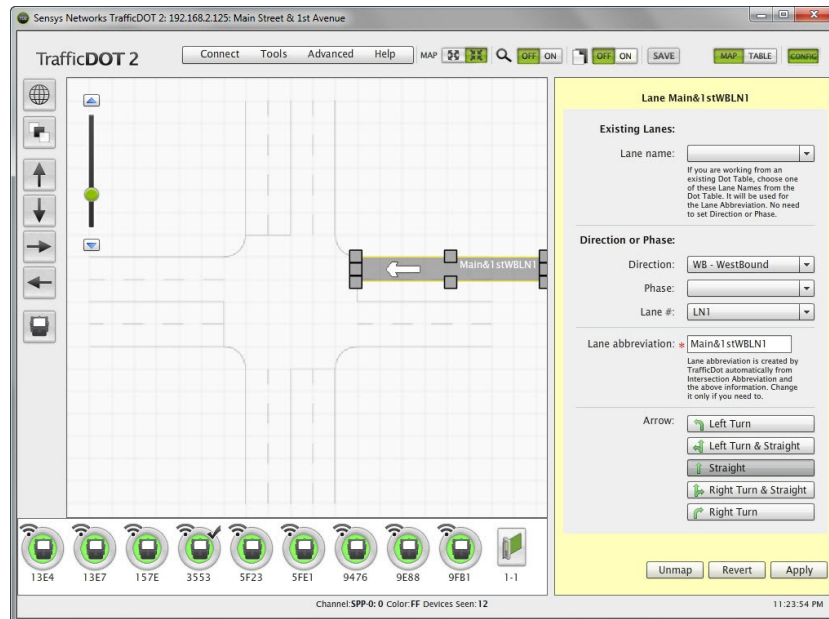 Sensys Networks TrafficDOT 2: 192.168.2.125: Main Street & 1st Avenue
TrafficDOT 2
Connect Tools Advanced Help MAP OFF ON OFF ON SAVE MAP TABLE CONFIG
Lane Main&1stWBLN1
Existing Lanes:
Lane name:
If you are working from an
existing Dot Table, choose one
of these Lane Names from the
Dot Table. It will be used for
the Lane Abbreviation. No need
to set Direction or Phase.
Direction or Phase:
Direction: WB - WestBound
Phase:
Lane #: LN1
Lane abbreviation: * Main&1stWBLN1
Lane abbreviation is created by
TrafficDot automatically from
Intersection Abbreviation and
the above information. Change
it only if you need to.
Arrow: Left Turn
Left Turn & Straight
Straight
Right Turn & Straight
Right Turn
Unmap Revert Apply
Main&1stWBLN1
13E4 13E7 157E 3553 5F23 5FE1 9476 9E88 9FB1 1-1
Channel:SPP-0: 0 Color:FF Devices Seen:12
11:23:54 PM